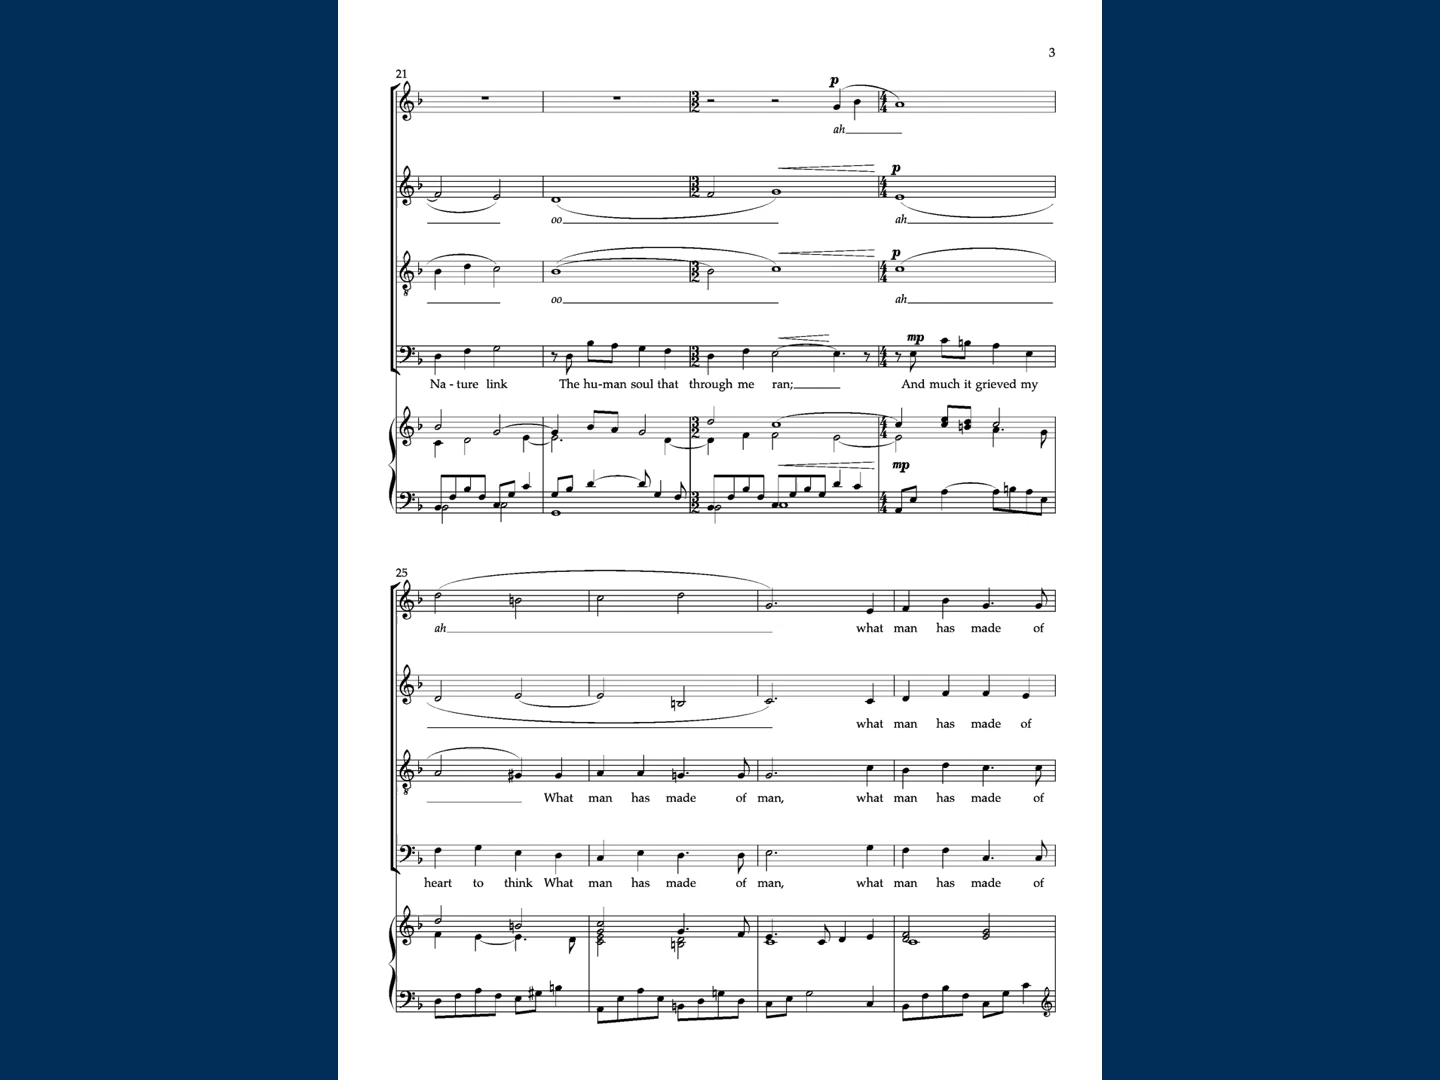 3
21
p
ah
p
oo ah
p
oo ah
mp
Na - ture link The hu-man soul that through me ran; And much it grieved my
mp
25
ah what man has made of
what man has made of
What man has made of man, what man has made of
heart to think What man has made of man, what man has made of